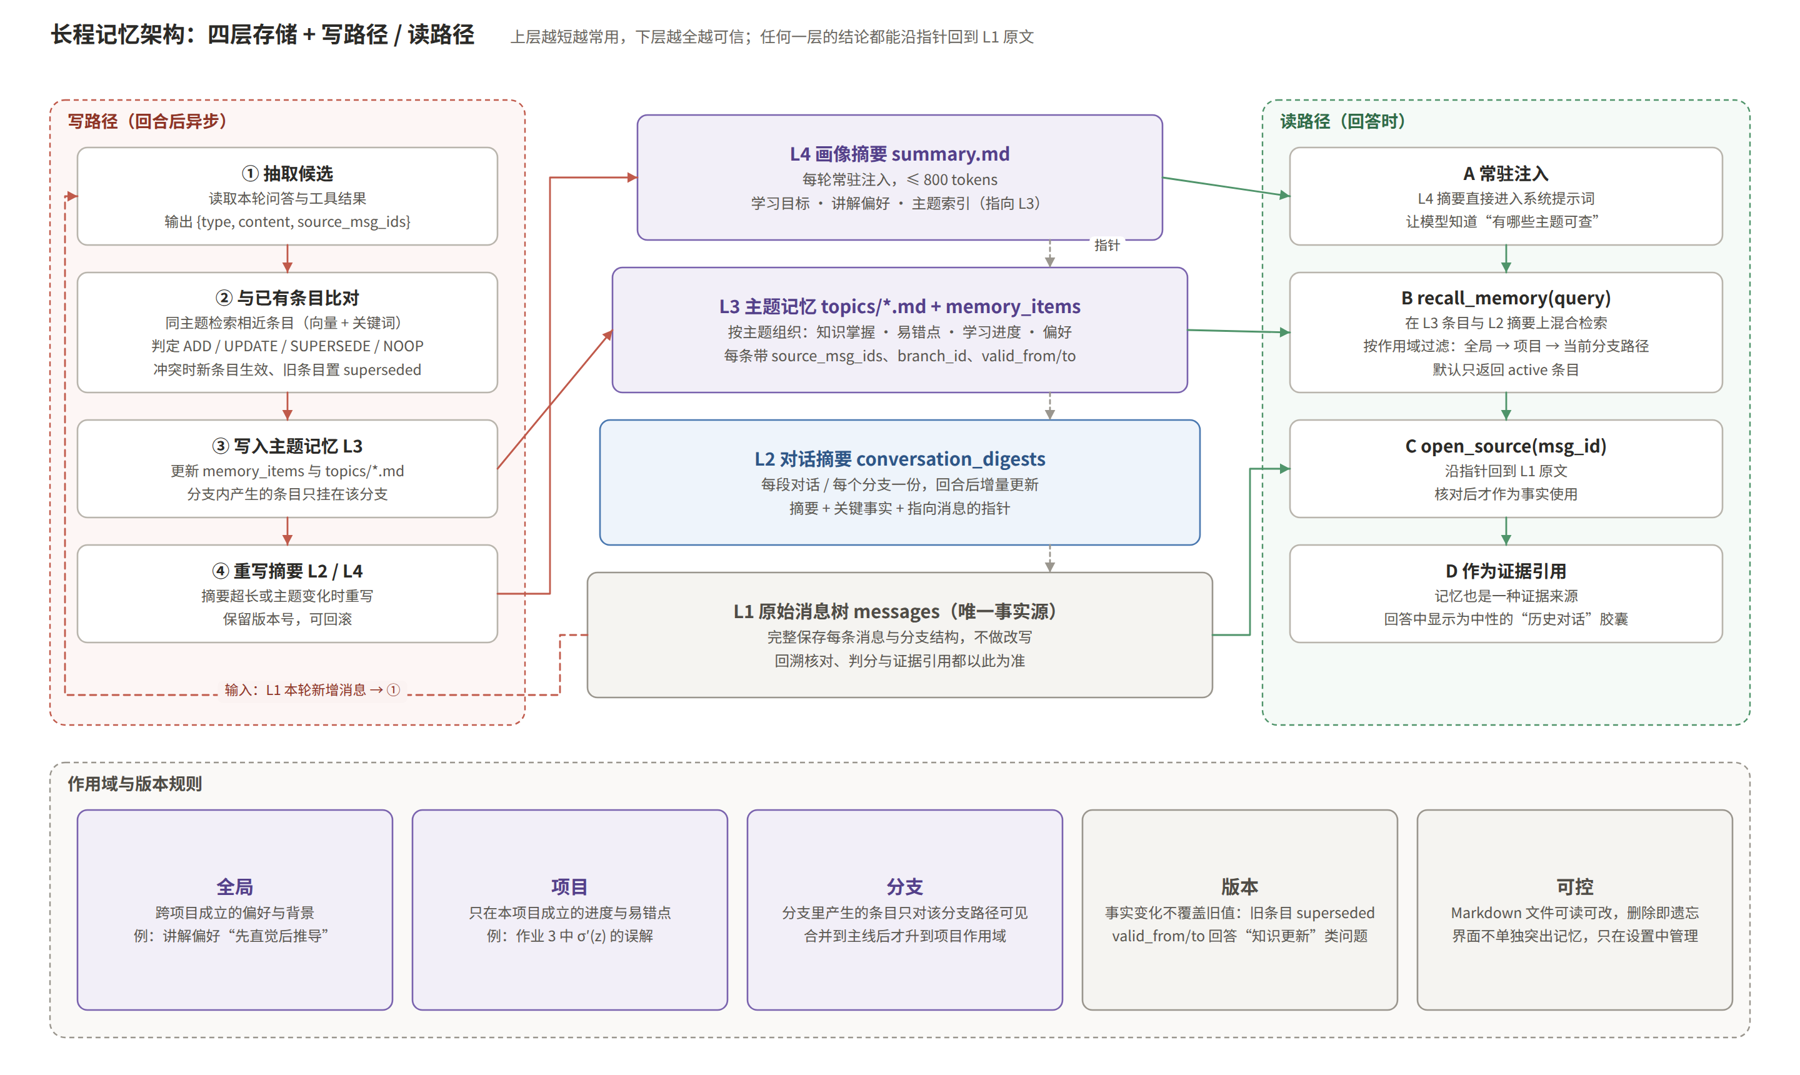 长程记忆架构：四层存储 + 写路径 / 读路径
上层越短越常用，下层越全越可信；任何一层的结论都能沿指针回到 L1 原文
写路径（回合后异步）
① 抽取候选
读取本轮问答与工具结果
输出 {type, content, source_msg_ids}
② 与已有条目比对
同主题检索相近条目（向量 + 关键词）
判定 ADD / UPDATE / SUPERSEDE / NOOP
冲突时新条目生效、旧条目置 superseded
③ 写入主题记忆 L3
更新 memory_items 与 topics/*.md
分支内产生的条目只挂在该分支
④ 重写摘要 L2 / L4
摘要超长或主题变化时重写
保留版本号，可回滚
输入：L1 本轮新增消息 → ①
L4 画像摘要 summary.md
每轮常驻注入，≤ 800 tokens
学习目标 · 讲解偏好 · 主题索引（指向 L3）
指针
L3 主题记忆 topics/*.md + memory_items
按主题组织：知识掌握 · 易错点 · 学习进度 · 偏好
每条带 source_msg_ids、branch_id、valid_from/to
L2 对话摘要 conversation_digests
每段对话 / 每个分支一份，回合后增量更新
摘要 + 关键事实 + 指向消息的指针
L1 原始消息树 messages（唯一事实源）
完整保存每条消息与分支结构，不做改写
回溯核对、判分与证据引用都以此为准
读路径（回答时）
A 常驻注入
L4 摘要直接进入系统提示词
让模型知道“有哪些主题可查”
B recall_memory(query)
在 L3 条目与 L2 摘要上混合检索
按作用域过滤：全局 → 项目 → 当前分支路径
默认只返回 active 条目
C open_source(msg_id)
沿指针回到 L1 原文
核对后才作为事实使用
D 作为证据引用
记忆也是一种证据来源
回答中显示为中性的“历史对话”胶囊
作用域与版本规则
全局
跨项目成立的偏好与背景
例：讲解偏好“先直觉后推导”
项目
只在本项目成立的进度与易错点
例：作业 3 中 σ′(z) 的误解
分支
分支里产生的条目只对该分支路径可见
合并到主线后才升到项目作用域
版本
事实变化不覆盖旧值：旧条目 superseded
valid_from/to 回答“知识更新”类问题
可控
Markdown 文件可读可改，删除即遗忘
界面不单独突出记忆，只在设置中管理